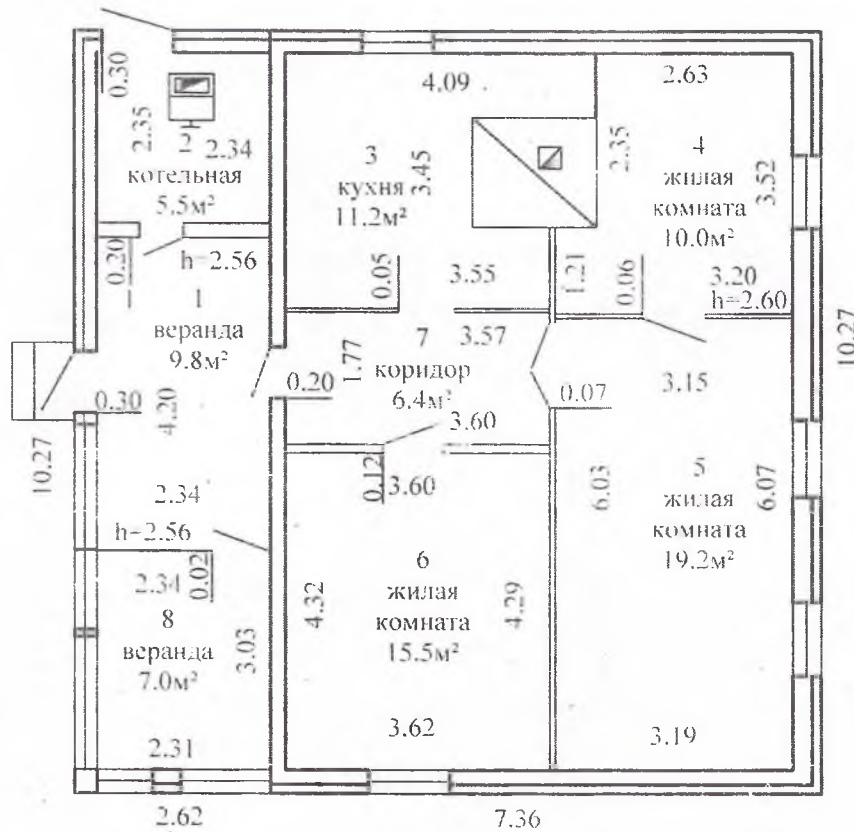 0.30
2.35
2
2.34
котельная
5.5м²
4.09
3
кухня
11.2м²
3.45
2.63
2.35
4
жилая
комната
10.0м²
3.52
0.20
h=2.56
1
веранда
9.8м²
0.05
3.55
1.21
0.06
3.20
h=2.60
7
коридор
6.4м²
3.57
1.77
0.20
3.60
0.07
3.15
10.27
0.30
4.20
10.27
2.34
h=2.56
0.12
3.60
6.03
5
жилая
комната
19.2м²
6.07
2.34
0.02
8
веранда
7.0м²
3.03
4.32
6
жилая
комната
15.5м²
4.29
2.31
3.62
3.19
2.62
7.36